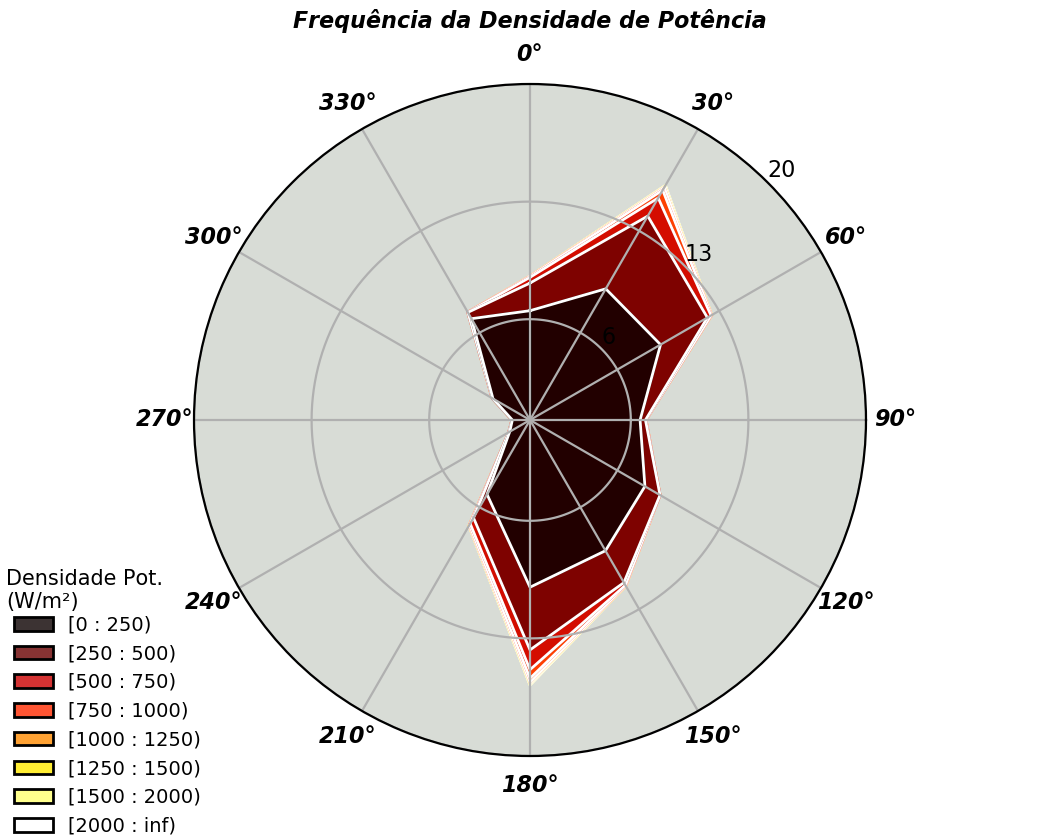 Frequência da Densidade de Potência
0°
330°
30°
20
300°
60°
13
6
270°
90°
Densidade Pot.
(W/m²)
240°
120°
[0 : 250)
[250 : 500)
[500 : 750)
[750 : 1000)
210°
150°
[1000 : 1250)
[1250 : 1500)
180°
[1500 : 2000)
[2000 : inf)